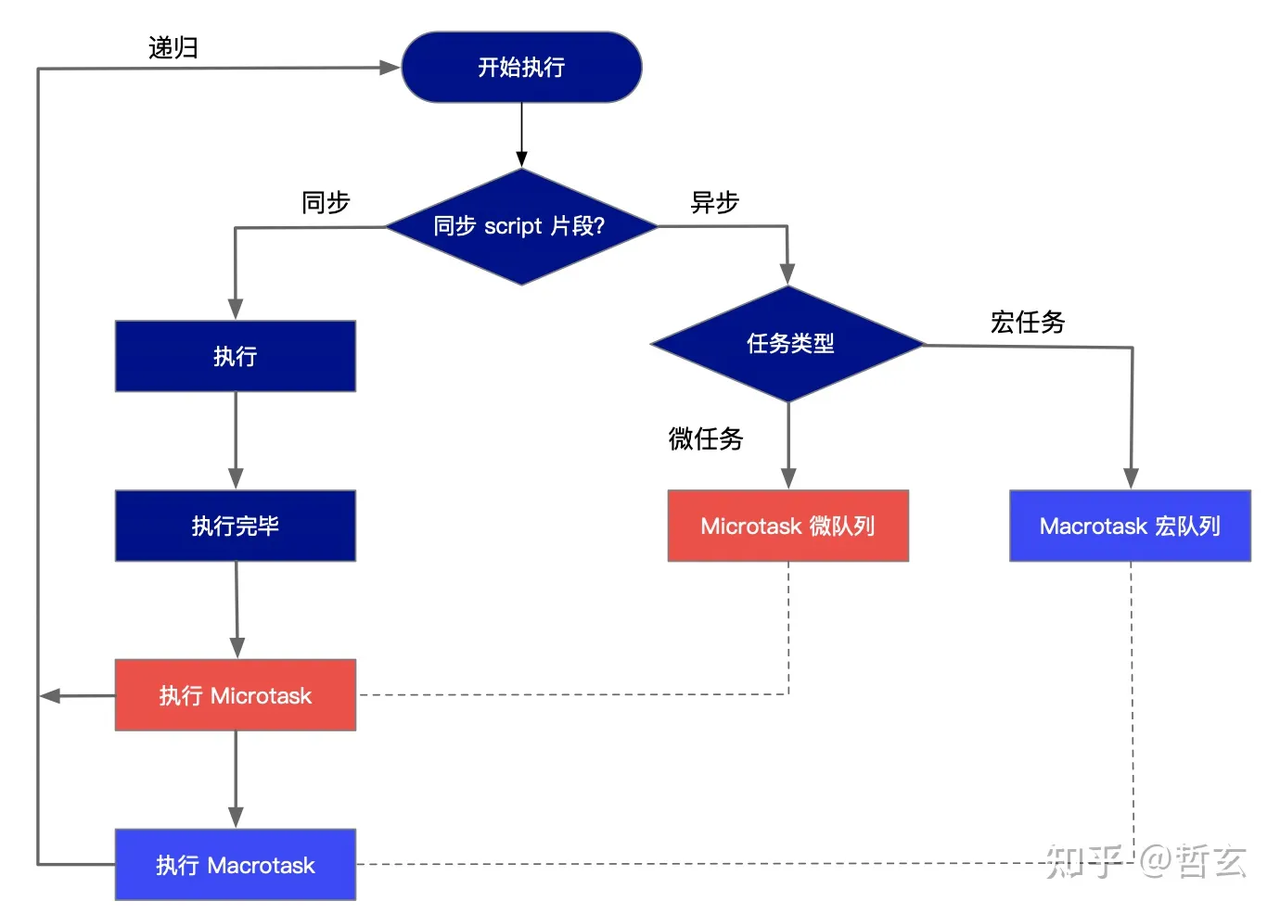 递归
开始执行
同步
异步
同步 script 片段?
任务类型
宏任务
执行
微任务
执行完毕
Microtask 微队列
Macrotask 宏队列
执行 Microtask
执行 Macrotask
知乎 @哲玄